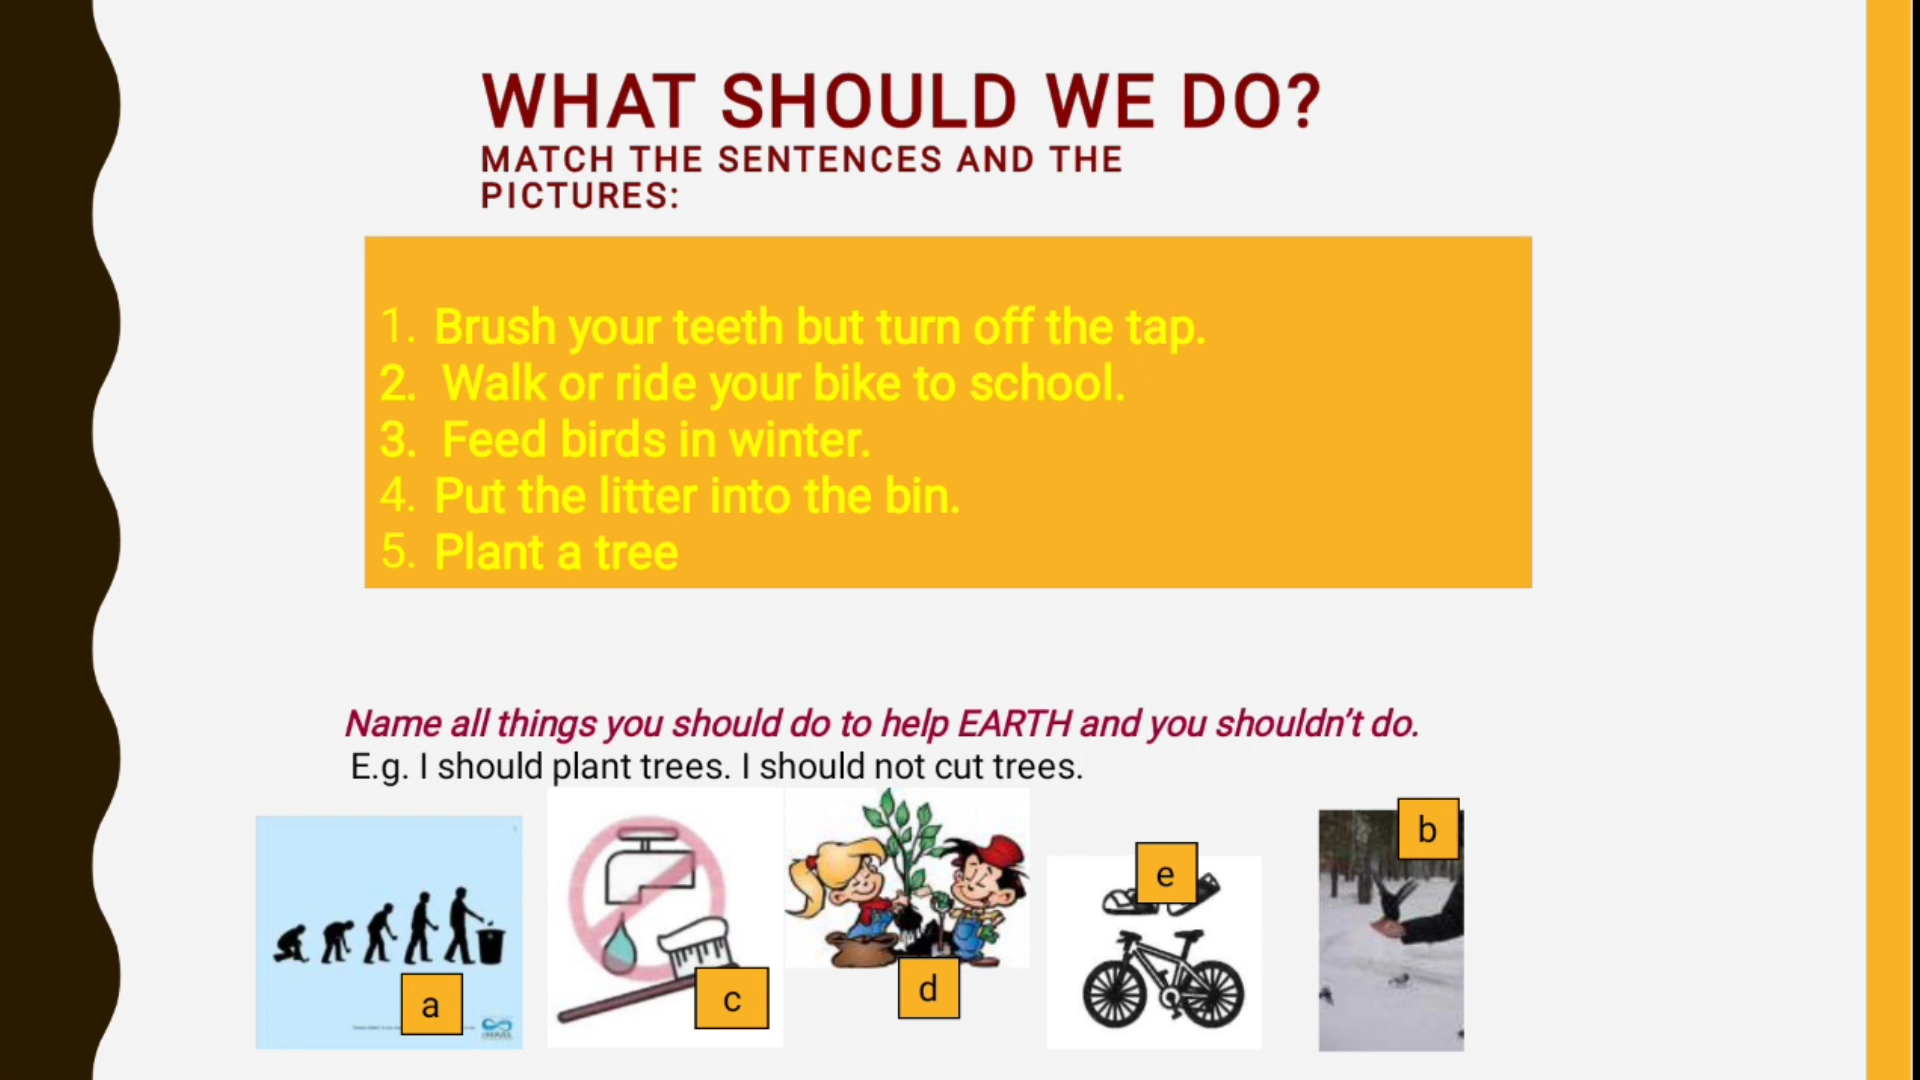 WHAT SHOULD WE DO?
MATCH THE SENTENCES AND THE
PICTURES:
1. Brush your teeth but turn off the tap.
2. Walk or ride your bike to school.
3. Feed birds in winter.
4. Put the litter into the bin.
5. Plant a tree
Name all things you should do to help EARTH and you shouldn't do.
E.g. I should plant trees. I should not cut trees.
a
c
d
e
b